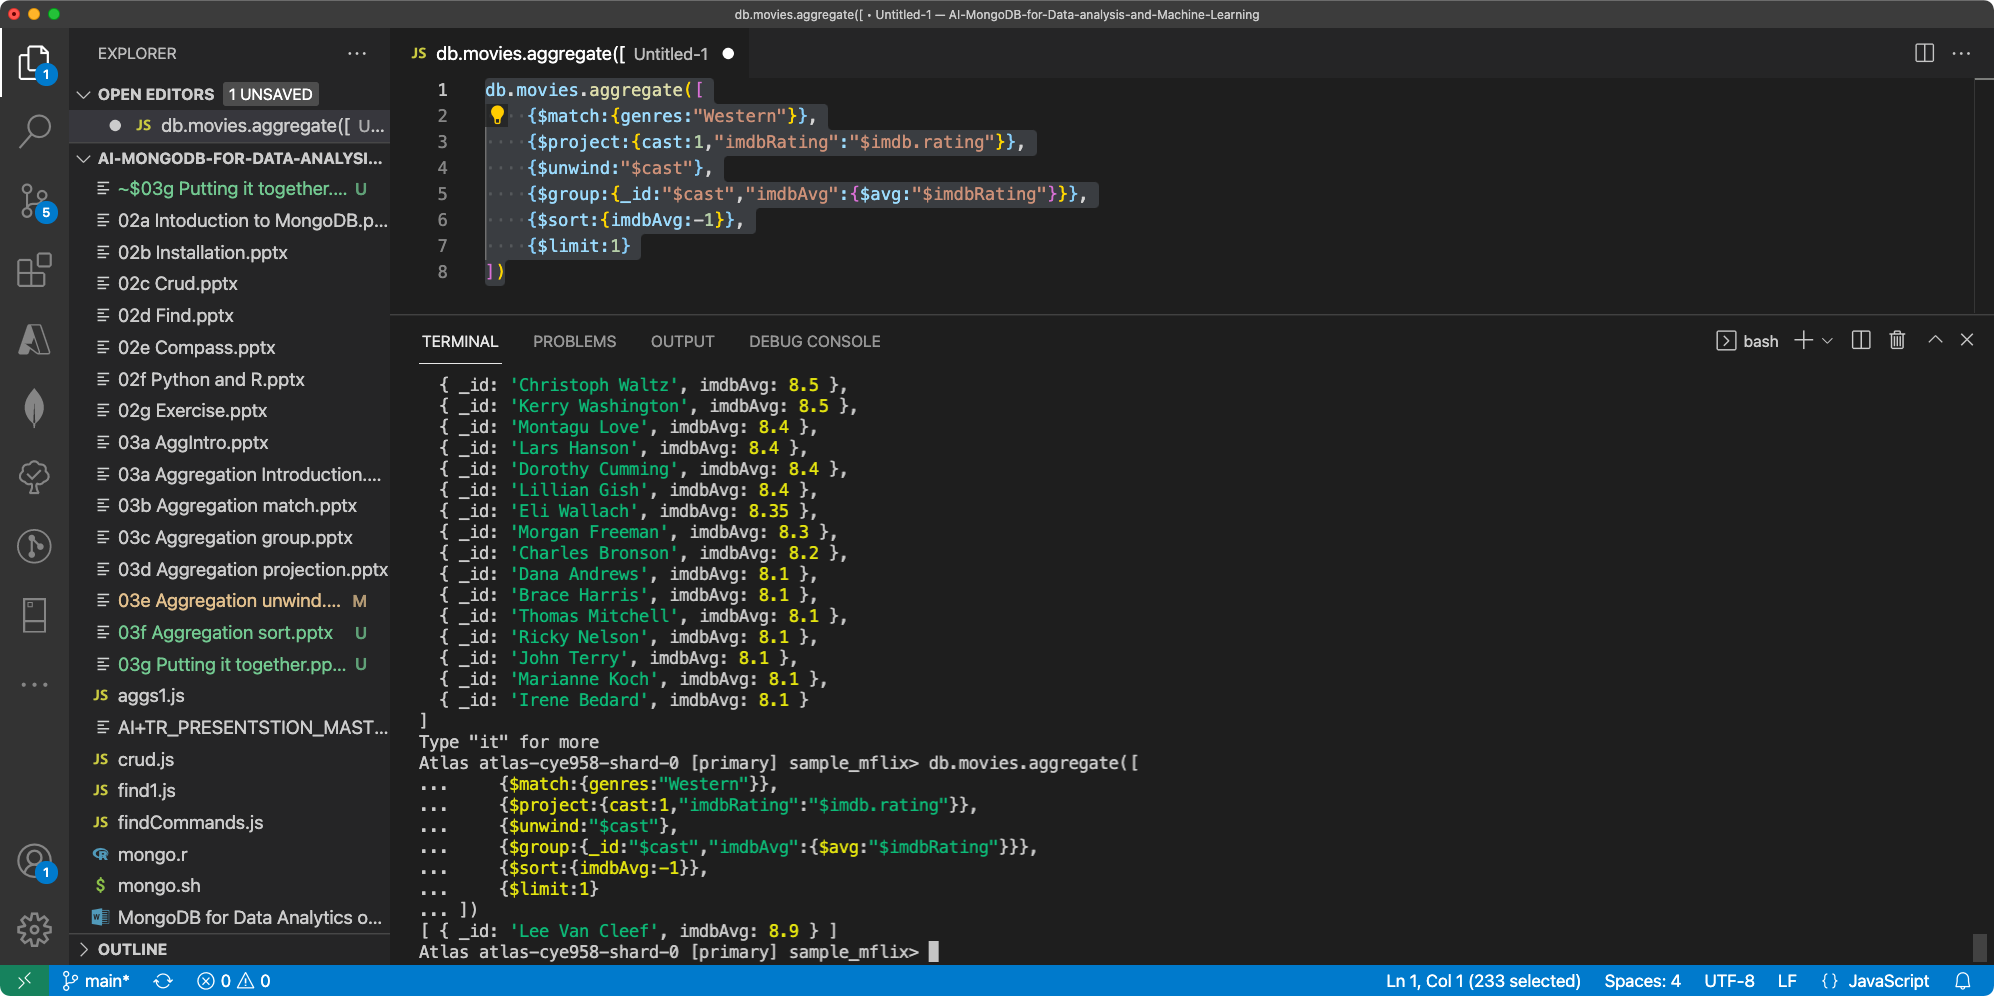 db.movies.aggregate([ • Untitled-1 — AI-MongoDB-for-Data-analysis-and-Machine-Learning
EXPLORER
OPEN EDITORS 1 UNSAVED
JS db.movies.aggregate([ U...
AI-MONGODB-FOR-DATA-ANALYSI...
~$03g Putting it together.... U
02a Intoduction to MongoDB.p...
02b Installation.pptx
02c Crud.pptx
02d Find.pptx
02e Compass.pptx
02f Python and R.pptx
02g Exercise.pptx
03a AggIntro.pptx
03a Aggregation Introduction....
03b Aggregation match.pptx
03c Aggregation group.pptx
03d Aggregation projection.pptx
03e Aggregation unwind.... M
03f Aggregation sort.pptx U
03g Putting it together.pp... U
JS aggs1.js
AI+TR_PRESENTSTION_MAST...
JS crud.js
JS find1.js
JS findCommands.js
R mongo.r
$ mongo.sh
W MongoDB for Data Analytics o...
OUTLINE
1
5
1
JS db.movies.aggregate([ Untitled-1
1 db.movies.aggregate([
2 {$match:{genres:"Western"}},
3 {$project:{cast:1,"imdbRating":"$imdb.rating"}},
4 {$unwind:"$cast"},
5 {$group:{_id:"$cast","imdbAvg":{$avg:"$imdbRating"}}},
6 {$sort:{imdbAvg:-1}},
7 {$limit:1}
8 ])
TERMINAL PROBLEMS OUTPUT DEBUG CONSOLE
bash
{ _id: 'Christoph Waltz', imdbAvg: 8.5 },
{ _id: 'Kerry Washington', imdbAvg: 8.5 },
{ _id: 'Montagu Love', imdbAvg: 8.4 },
{ _id: 'Lars Hanson', imdbAvg: 8.4 },
{ _id: 'Dorothy Cumming', imdbAvg: 8.4 },
{ _id: 'Lillian Gish', imdbAvg: 8.4 },
{ _id: 'Eli Wallach', imdbAvg: 8.35 },
{ _id: 'Morgan Freeman', imdbAvg: 8.3 },
{ _id: 'Charles Bronson', imdbAvg: 8.2 },
{ _id: 'Dana Andrews', imdbAvg: 8.1 },
{ _id: 'Brace Harris', imdbAvg: 8.1 },
{ _id: 'Thomas Mitchell', imdbAvg: 8.1 },
{ _id: 'Ricky Nelson', imdbAvg: 8.1 },
{ _id: 'John Terry', imdbAvg: 8.1 },
{ _id: 'Marianne Koch', imdbAvg: 8.1 },
{ _id: 'Irene Bedard', imdbAvg: 8.1 }
]
Type "it" for more
Atlas atlas-cye958-shard-0 [primary] sample_mflix> db.movies.aggregate([
... {$match:{genres:"Western"}},
... {$project:{cast:1,"imdbRating":"$imdb.rating"}},
... {$unwind:"$cast"},
... {$group:{_id:"$cast","imdbAvg":{$avg:"$imdbRating"}}},
... {$sort:{imdbAvg:-1}},
... {$limit:1}
... ])
[ { _id: 'Lee Van Cleef', imdbAvg: 8.9 } ]
Atlas atlas-cye958-shard-0 [primary] sample_mflix>
main* 0 0 Ln 1, Col 1 (233 selected) Spaces: 4 UTF-8 LF {} JavaScript